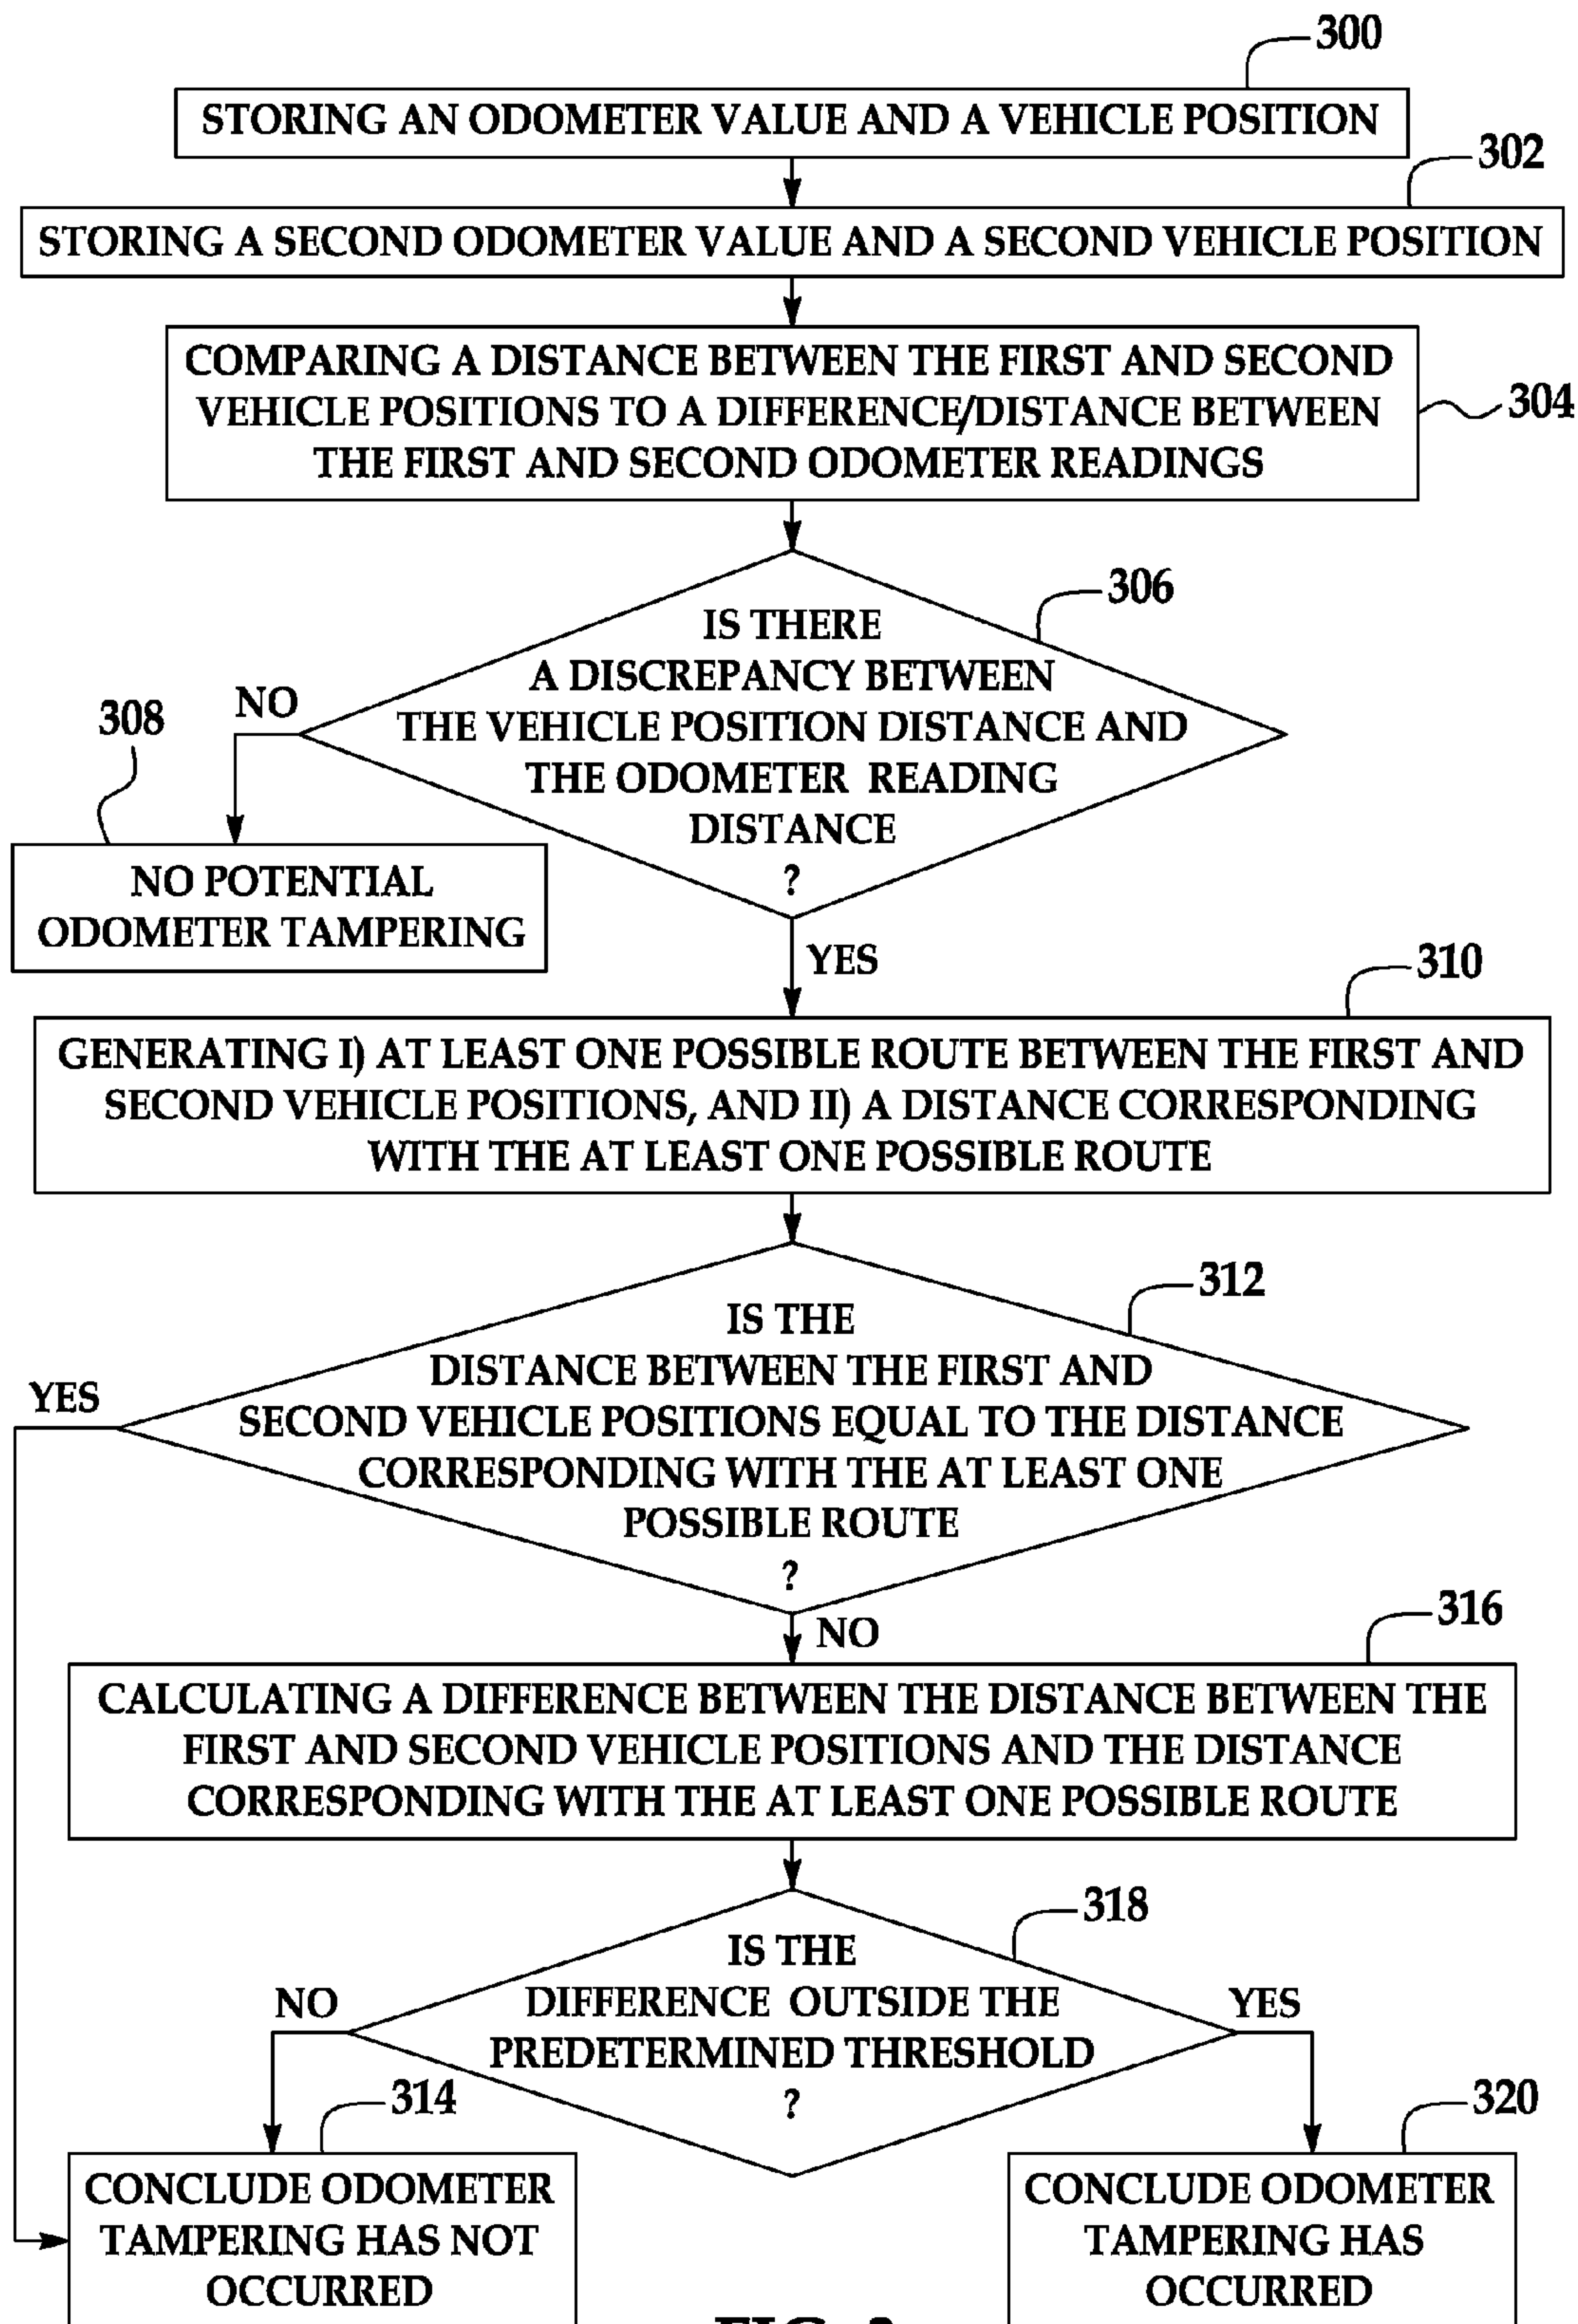 300
STORING AN ODOMETER VALUE AND A VEHICLE POSITION
302
STORING A SECOND ODOMETER VALUE AND A SECOND VEHICLE POSITION
COMPARING A DISTANCE BETWEEN THE FIRST AND SECOND
VEHICLE POSITIONS TO A DIFFERENCE/DISTANCE BETWEEN
THE FIRST AND SECOND ODOMETER READINGS
304
306
IS THERE
A DISCREPANCY BETWEEN
THE VEHICLE POSITION DISTANCE AND
THE ODOMETER READING
DISTANCE
?
NO
308
NO POTENTIAL
ODOMETER TAMPERING
YES
310
GENERATING I) AT LEAST ONE POSSIBLE ROUTE BETWEEN THE FIRST AND
SECOND VEHICLE POSITIONS, AND II) A DISTANCE CORRESPONDING
WITH THE AT LEAST ONE POSSIBLE ROUTE
312
IS THE
DISTANCE BETWEEN THE FIRST AND
SECOND VEHICLE POSITIONS EQUAL TO THE DISTANCE
CORRESPONDING WITH THE AT LEAST ONE
POSSIBLE ROUTE
?
YES
NO
316
CALCULATING A DIFFERENCE BETWEEN THE DISTANCE BETWEEN THE
FIRST AND SECOND VEHICLE POSITIONS AND THE DISTANCE
CORRESPONDING WITH THE AT LEAST ONE POSSIBLE ROUTE
318
IS THE
DIFFERENCE OUTSIDE THE
PREDETERMINED THRESHOLD
?
NO
YES
314
CONCLUDE ODOMETER
TAMPERING HAS NOT
OCCURRED
320
CONCLUDE ODOMETER
TAMPERING HAS
OCCURRED